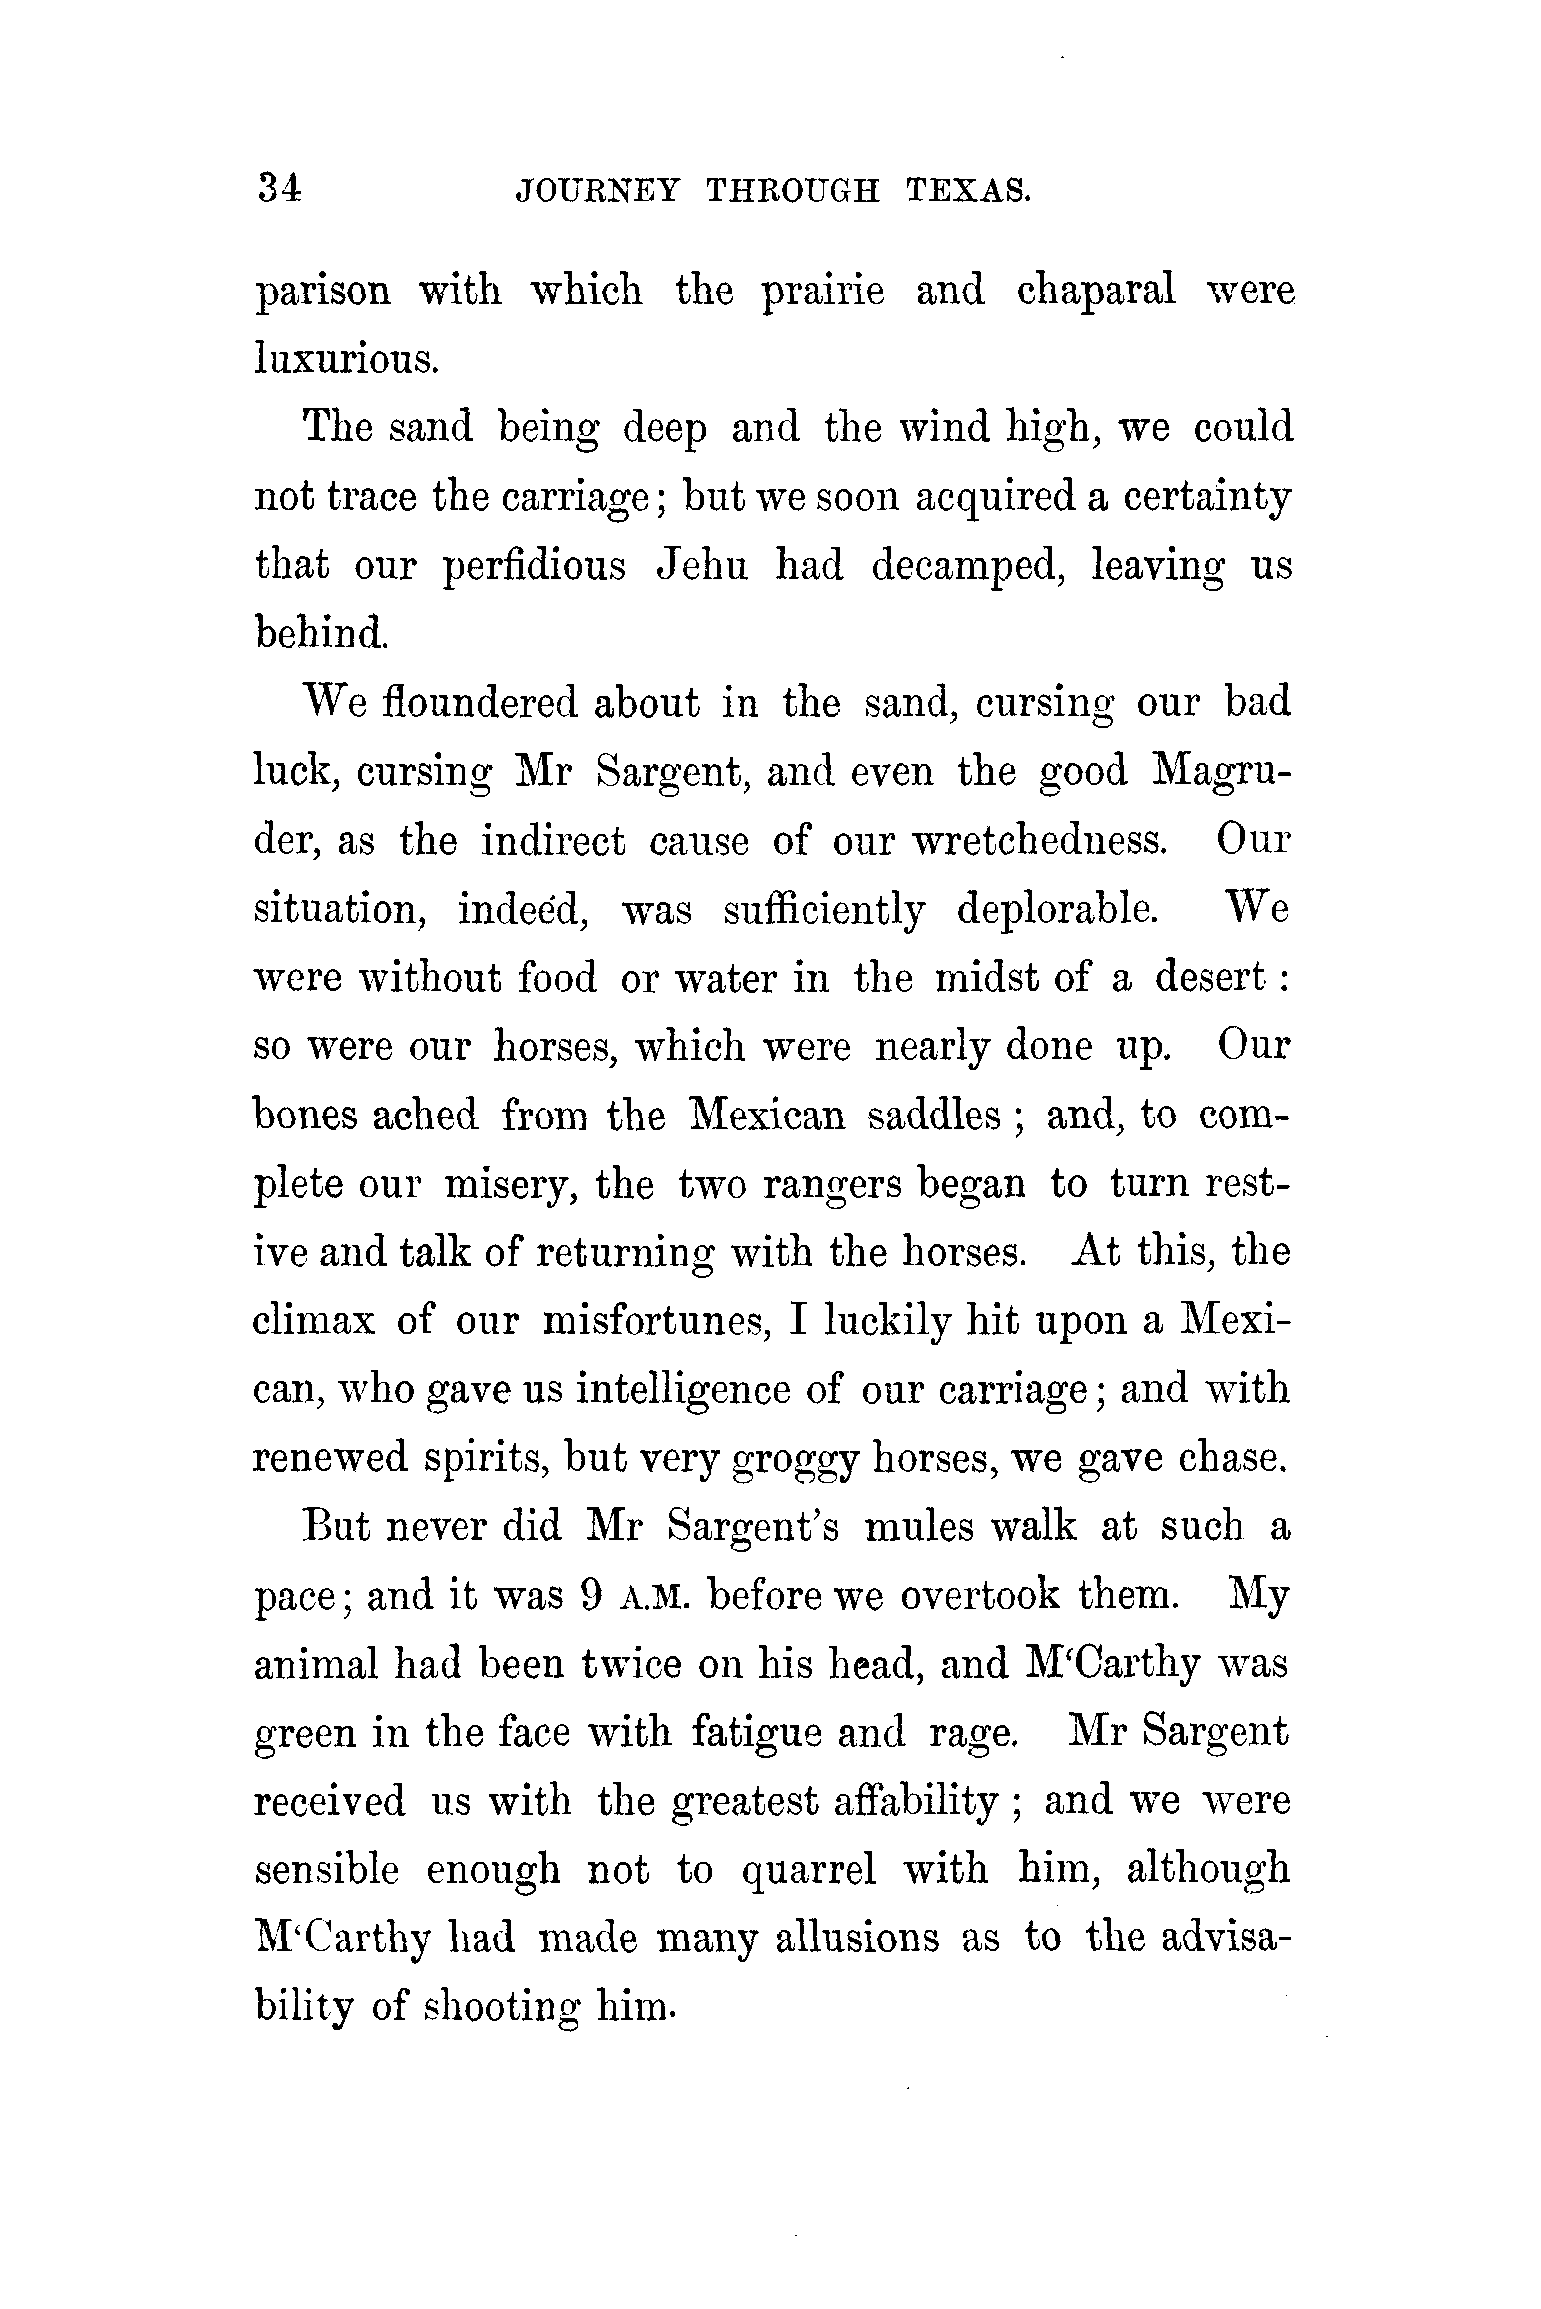 34 JOURNEY THROUGH TEXAS.
parison with which the prairie and chaparal were
luxurious.
The sand being deep and the wind high, we could
not trace the carriage; but we soon acquired a certainty
that our perfidious Jehu had decamped, leaving us
behind.
We floundered about in the sand, cursing our bad
luck, cursing Mr Sargent, and even the good Magru-
der, as the indirect cause of our wretchedness. Our
situation, indeed, was sufficiently deplorable. We
were without food or water in the midst of a desert :
so were our horses, which were nearly done up. Our
bones ached from the Mexican saddles ; and, to com-
plete our misery, the two rangers began to turn rest-
ive and talk of returning with the horses. At this, the
climax of our misfortunes, I luckily hit upon a Mexi-
can, who gave us intelligence of our carriage; and with
renewed spirits, but very groggy horses, we gave chase.
But never did Mr Sargent's mules walk at such a
pace; and it was 9 A.M. before we overtook them. My
animal had been twice on his head, and M‘Carthy was
green in the face with fatigue and rage. Mr Sargent
received us with the greatest affability ; and we were
sensible enough not to quarrel with him, although
M‘Carthy had made many allusions as to the advisa-
bility of shooting him.